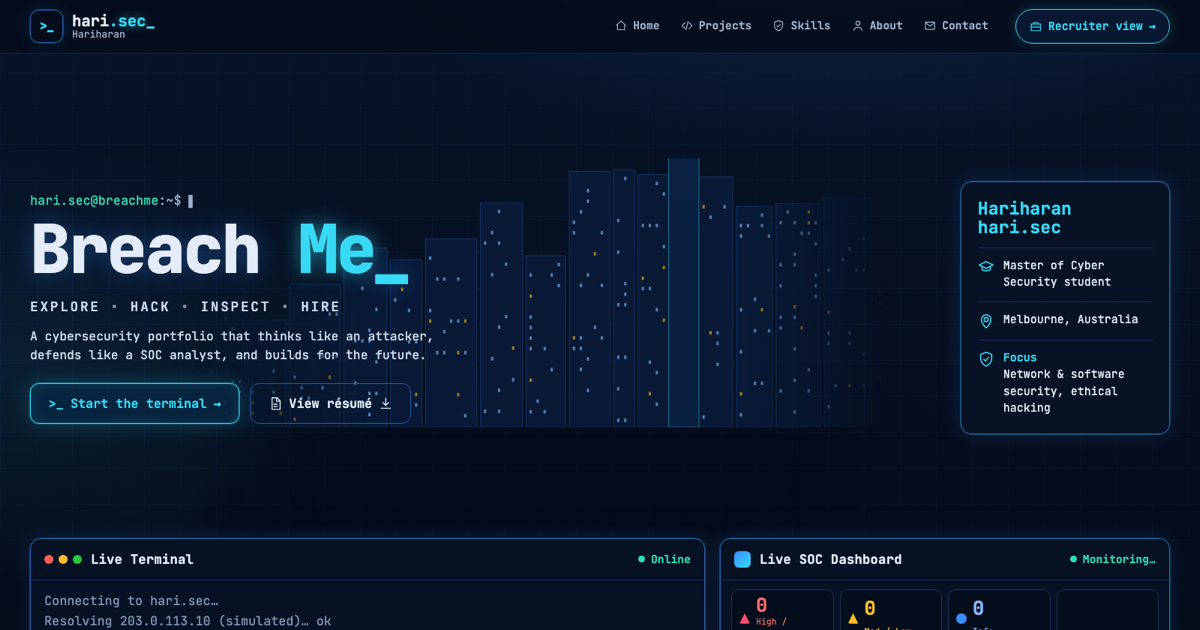 >_ hari.sec_
Hariharan
Home
Projects
Skills
About
Contact
Recruiter view →
hari.sec@breachme:~$
Breach Me_
EXPLORE • HACK • INSPECT • HIRE
A cybersecurity portfolio that thinks like an attacker,
defends like a SOC analyst, and builds for the future.
>_ Start the terminal →
View résumé
Hariharan
hari.sec
Master of Cyber
Security student
Melbourne, Australia
Focus
Network & software
security, ethical
hacking
Live Terminal
Online
Connecting to hari.sec…
Resolving 203.0.113.10 (simulated)… ok
Live SOC Dashboard
Monitoring…
0
High /
0
0